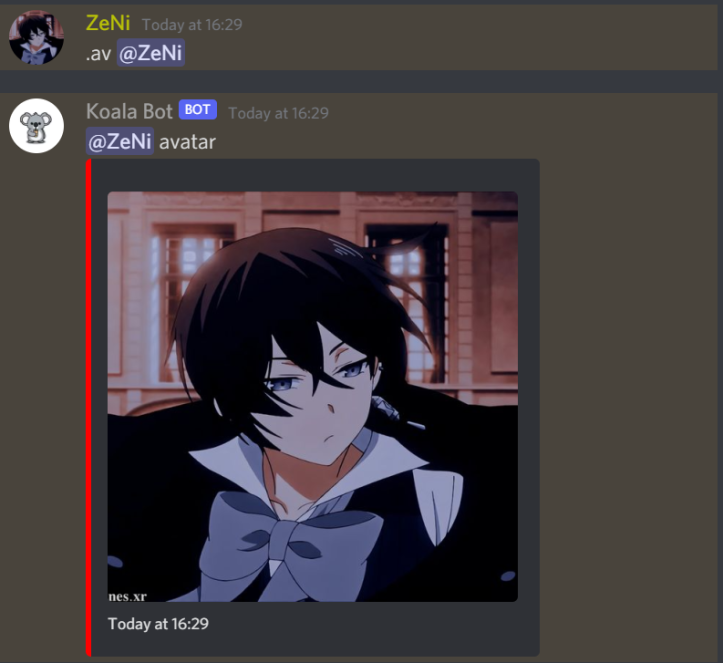 ZeNi Today at 16:29
.av @ZeNi
Koala Bot BOT Today at 16:29
@ZeNi avatar
nes.xr
Today at 16:29